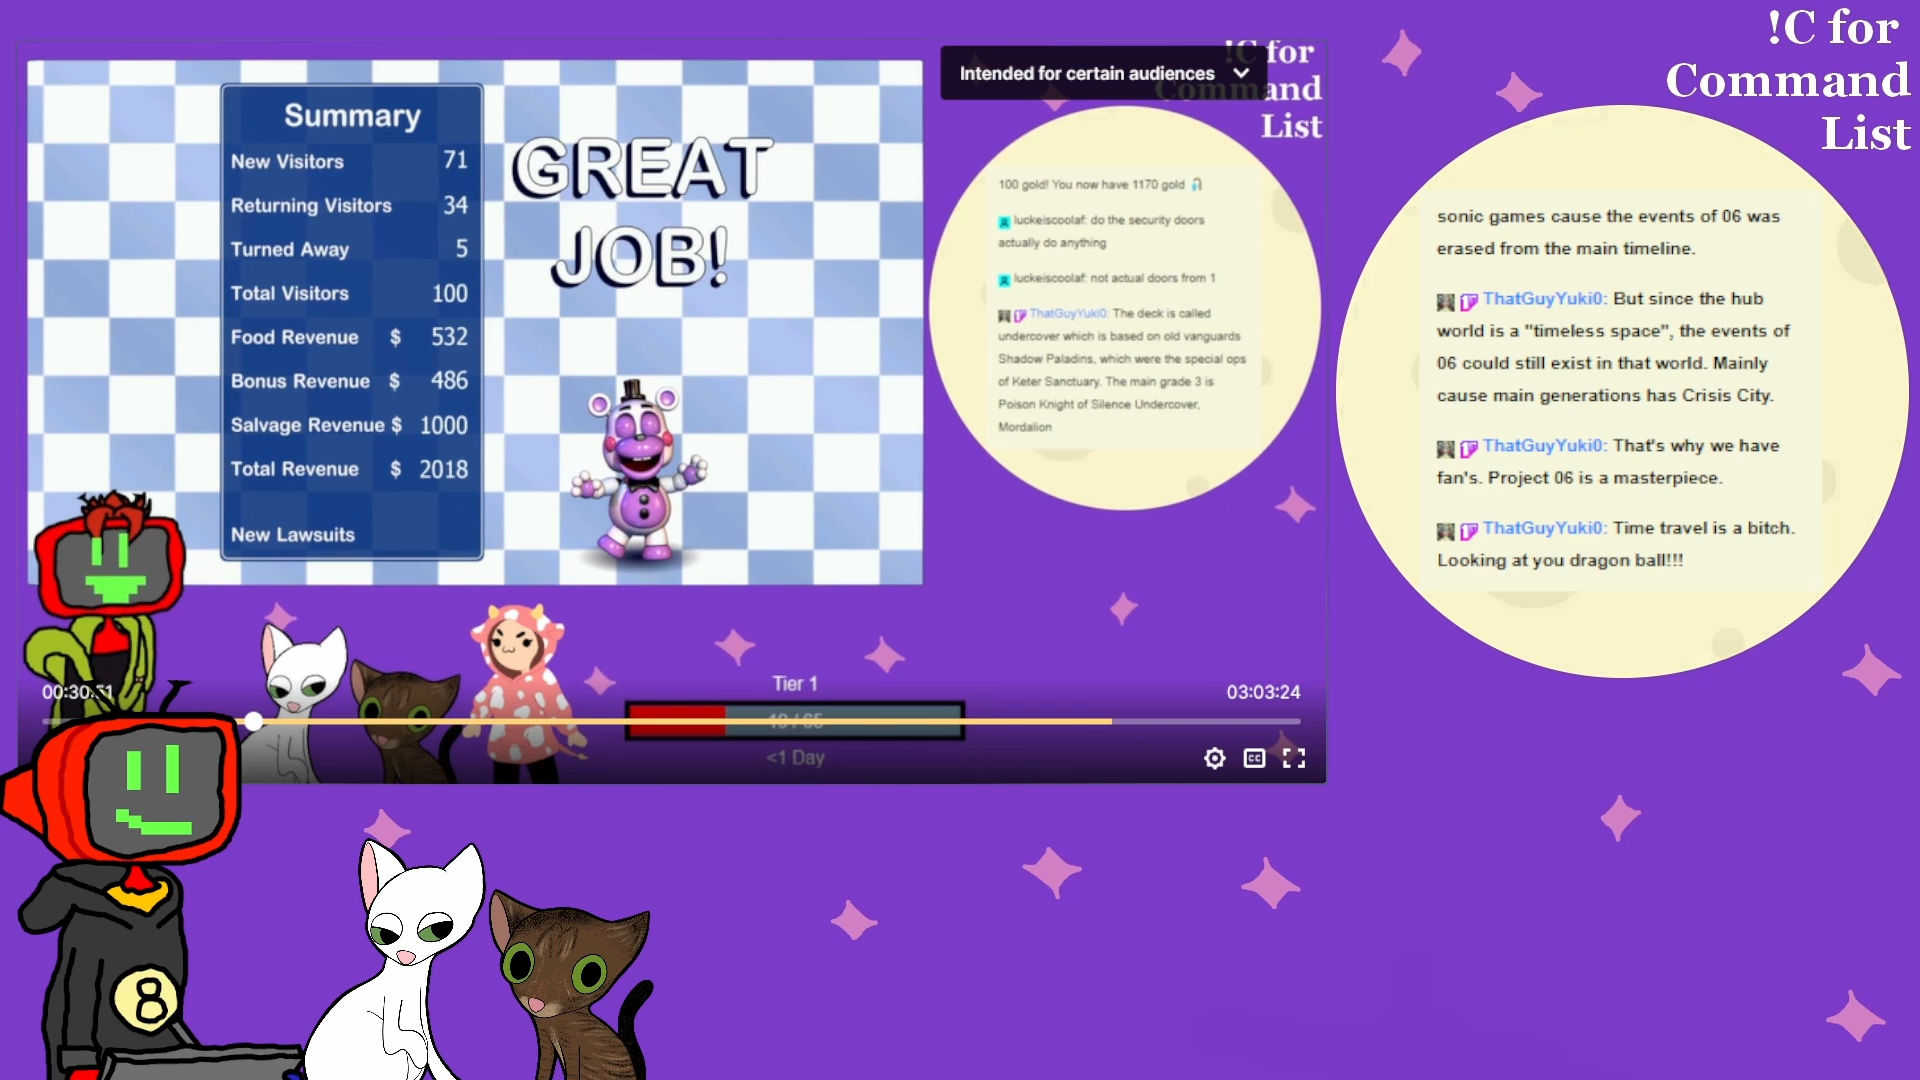 !C for
Command
List
!C for
Command
List
Intended for certain audiences
Summary
New Visitors 71
Returning Visitors 34
Turned Away 5
Total Visitors 100
Food Revenue $ 532
Bonus Revenue $ 486
Salvage Revenue $ 1000
Total Revenue $ 2018
New Lawsuits
GREAT
JOB!
100 gold! You now have 1170 gold
luckeiscoolaf: do the security doors
actually do anything
luckeiscoolaf: not actual doors from 1
ThatGuyYuki0: The deck is called
undercover which is based on old vanguards
Shadow Paladins, which were the special ops
of Keter Sanctuary. The main grade 3 is
Poison Knight of Silence Undercover,
Mordalion
sonic games cause the events of 06 was
erased from the main timeline.
ThatGuyYuki0: But since the hub
world is a "timeless space", the events of
06 could still exist in that world. Mainly
cause main generations has Crisis City.
ThatGuyYuki0: That's why we have
fan's. Project 06 is a masterpiece.
ThatGuyYuki0: Time travel is a bitch.
Looking at you dragon ball!!!
00:30:51
03:03:24
Tier 1
<1 Day
CC
8